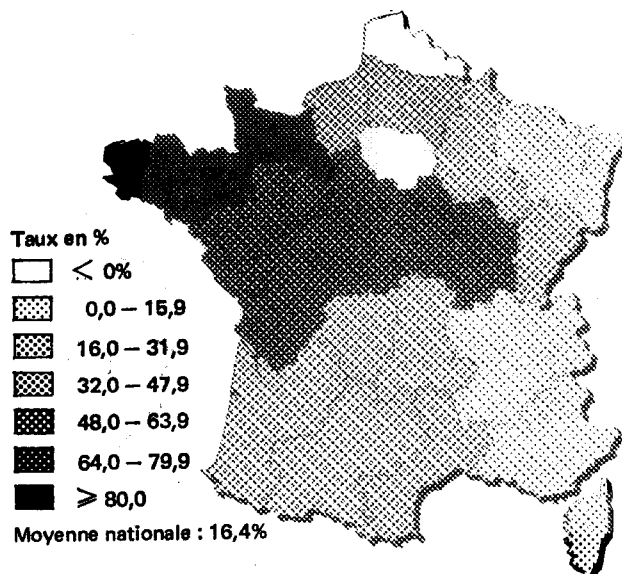 Taux en %
< 0%
0,0 – 15,9
16,0 – 31,9
32,0 – 47,9
48,0 – 63,9
64,0 – 79,9
⩾ 80,0
Moyenne nationale : 16,4%